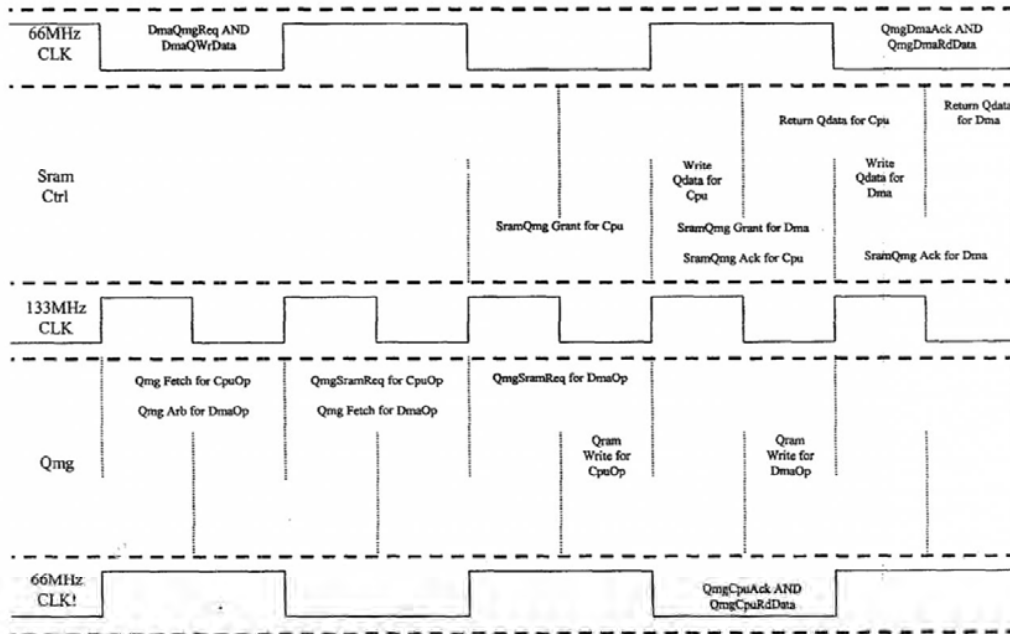 66MHz
CLK
DmaQmgReq AND
DmaQWrData
QmgDmaAck AND
QmgDmaRdData
Sram
Ctrl
Return Qdata for Cpu
Return Qdata
for Dma
Write
Qdata for
Cpu
Write
Qdata for
Dma
SramQmg Grant for Cpu
SramQmg Grant for Dma
SramQmg Ack for Cpu
SramQmg Ack for Dma
133MHz
CLK
Qmg
Qmg Fetch for CpuOp
QmgSramReq for CpuOp
QmgSramReq for DmaOp
Qmg Arb for DmaOp
Qmg Fetch for DmaOp
Qram
Write for
CpuOp
Qram
Write for
DmaOp
66MHz
CLK!
QmgCpuAck AND
QmgCpuRdData